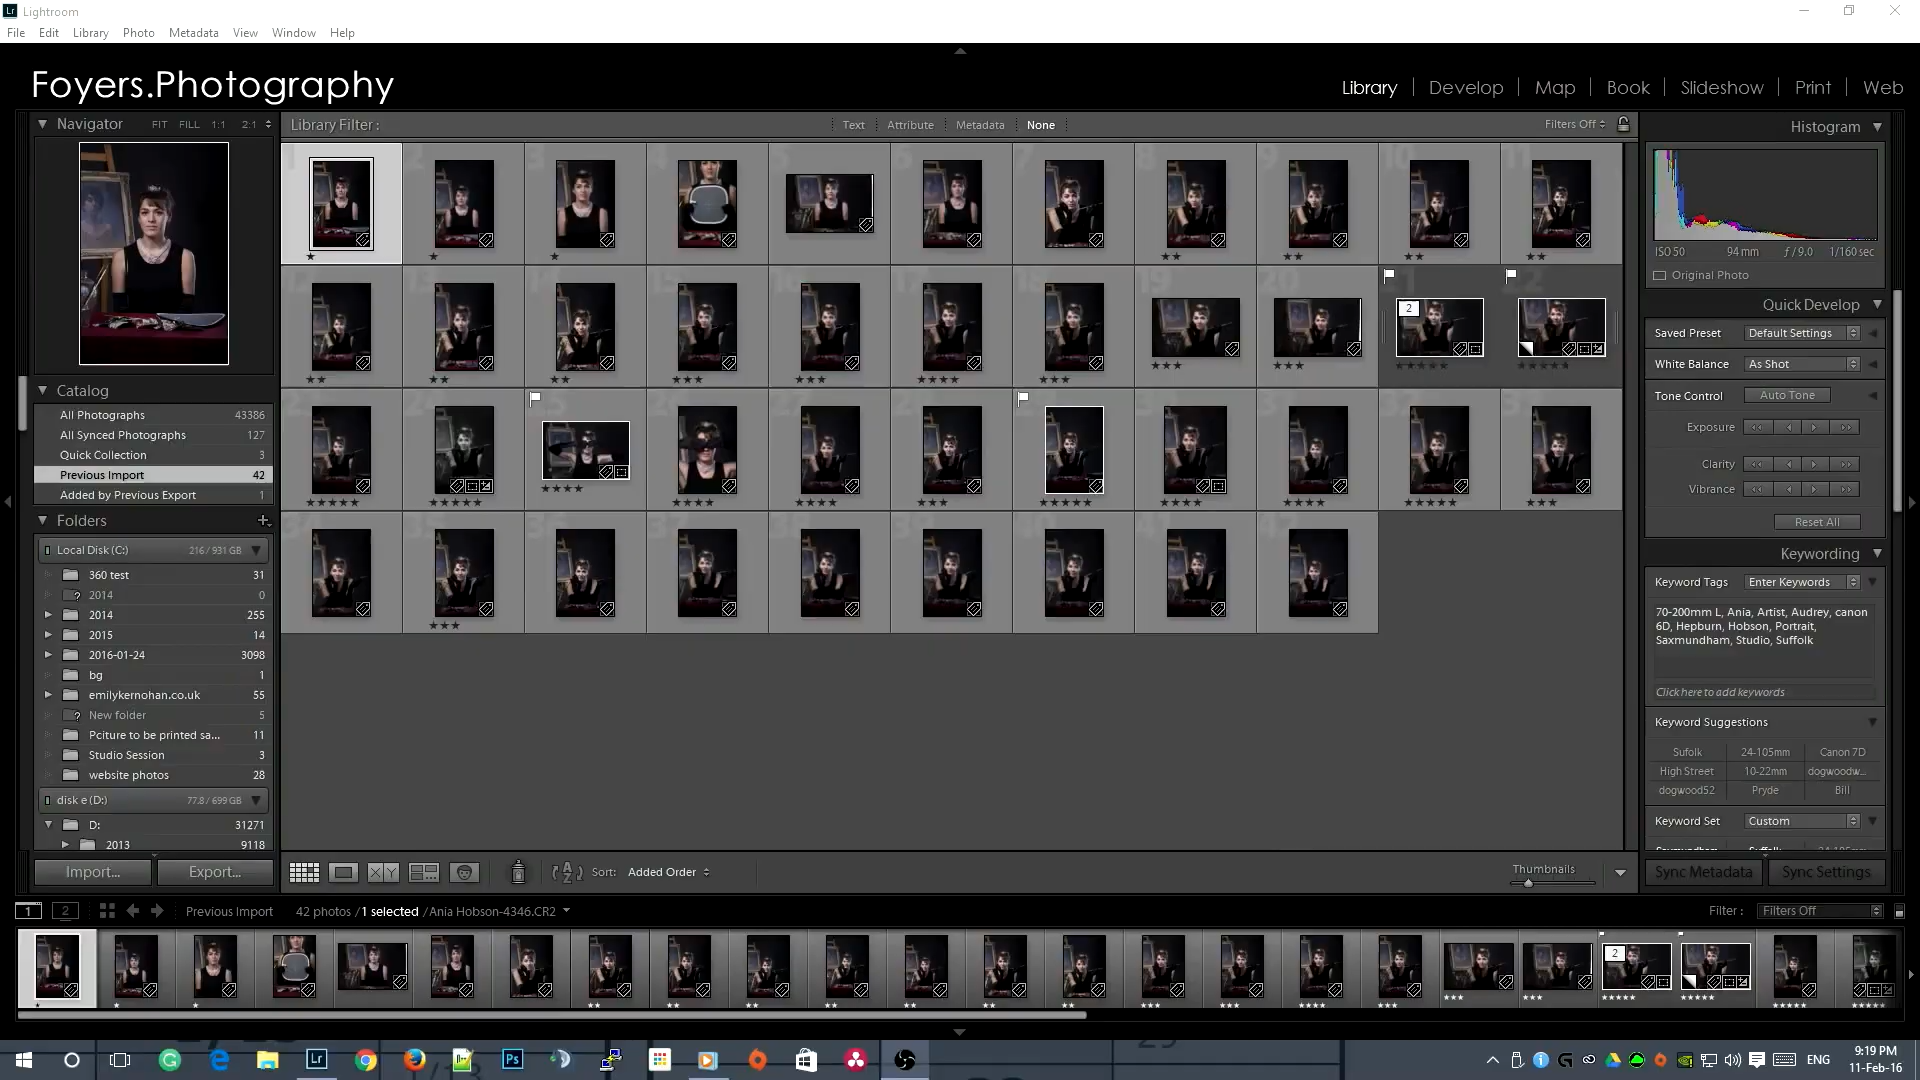 Lightroom
File Edit Library Photo Metadata View Window Help
Foyers.Photography
Library Develop Map Book Slideshow Print Web
Navigator FIT FILL 1:1 2:1
Library Filter : Text Attribute Metadata None Filters Off
Histogram
ISO 50 94 mm ƒ / 9.0 1/160 sec
Original Photo
Quick Develop
Saved Preset Default Settings
White Balance As Shot
Tone Control Auto Tone
Exposure
Clarity
Vibrance
Reset All
Keywording
Keyword Tags Enter Keywords
70-200mm L, Ania, Artist, Audrey, canon
6D, Hepburn, Hobson, Portrait,
Saxmundham, Studio, Suffolk
Click here to add keywords
Keyword Suggestions
Sufolk 24-105mm Canon 7D
High Street 10-22mm dogwoodw...
dogwood52 Pryde Bill
Keyword Set Custom
Sync Metadata Sync Settings
Catalog
All Photographs 43386
All Synced Photographs 127
Quick Collection 3
Previous Import 42
Added by Previous Export 1
Folders
Local Disk (C:) 216 / 931 GB
360 test 31
2014 0
2014 255
2015 14
2016-01-24 3098
bg 1
emilykernohan.co.uk 55
New folder 5
Pciture to be printed sa... 11
Studio Session 3
website photos 28
disk e (D:) 77.8 / 699 GB
D: 31271
2013 9118
Import... Export...
Sort: Added Order
Thumbnails
1 2 Previous Import 42 photos / 1 selected / Ania Hobson-4346.CR2
Filter : Filters Off
2
2
ENG
9:19 PM
11-Feb-16